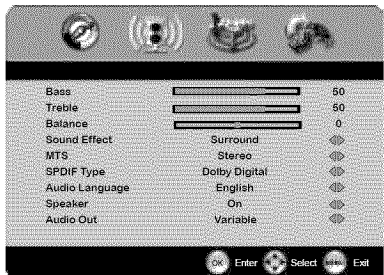 Bass 50
Treble 50
Balance 0
Sound Effect Surround
MTS Stereo
SPDIF Type Dolby Digital
Audio Language English
Speaker On
Audio Out Variable
OK Enter Select Exit